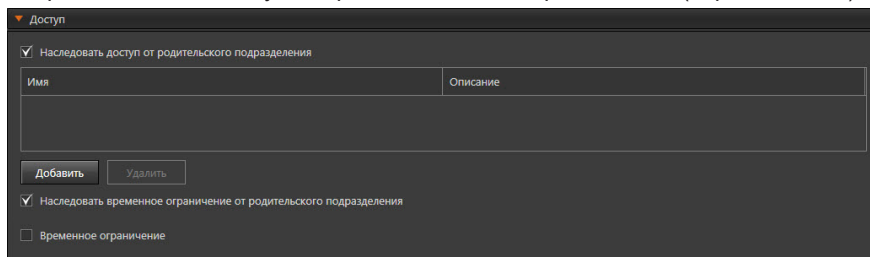 Доступ
Наследовать доступ от родительского подразделения
Имя Описание
Добавить Удалить
Наследовать временное ограничение от родительского подразделения
Временное ограничение